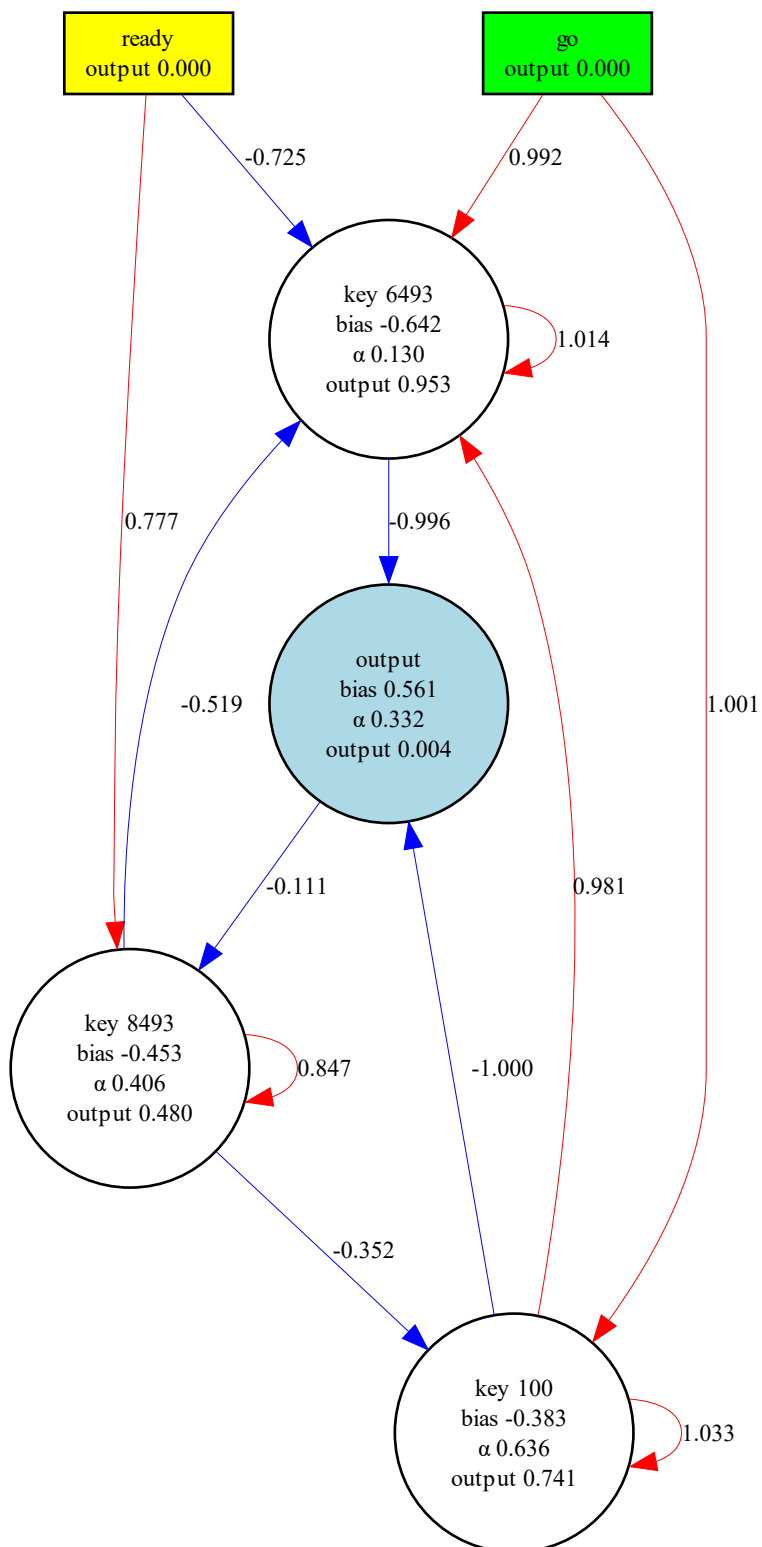 ready
output 0.000
go
output 0.000
-0.725
0.992
key 6493
bias -0.642
α 0.130
output 0.953
1.014
0.777
-0.996
output
bias 0.561
α 0.332
output 0.004
-0.519
1.001
-0.111
0.981
key 8493
bias -0.453
α 0.406
output 0.480
0.847
-1.000
-0.352
key 100
bias -0.383
α 0.636
output 0.741
1.033